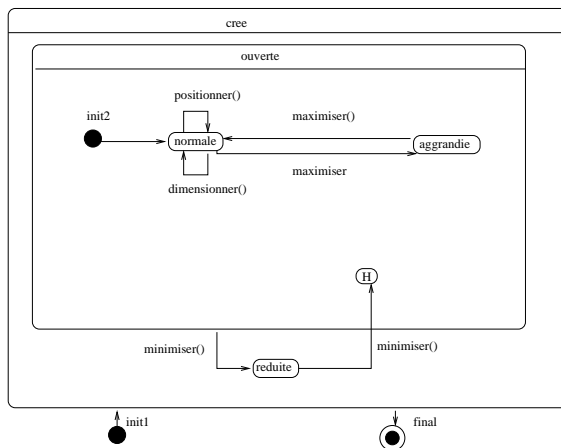 cree
ouverte
positionner()
init2
maximiser()
normale
aggrandie
maximiser
dimensionner()
H
minimiser()
minimiser()
reduite
init1
final